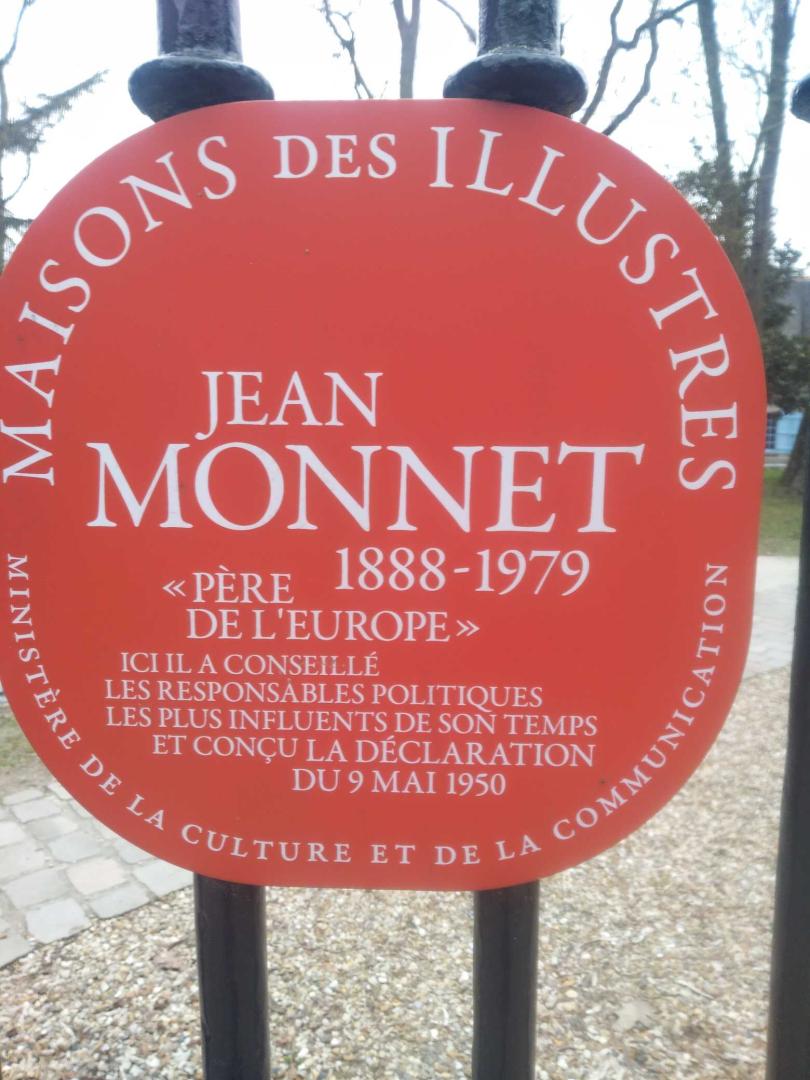 MAISONS DES ILLUSTRES
JEAN
MONNET
1888-1979
«PÈRE
DE L'EUROPE»
ICI IL A CONSEILLÉ
LES RESPONSABLES POLITIQUES
LES PLUS INFLUENTS DE SON TEMPS
ET CONÇU LA DÉCLARATION
DU 9 MAI 1950
MINISTÈRE DE LA CULTURE ET DE LA COMMUNICATION